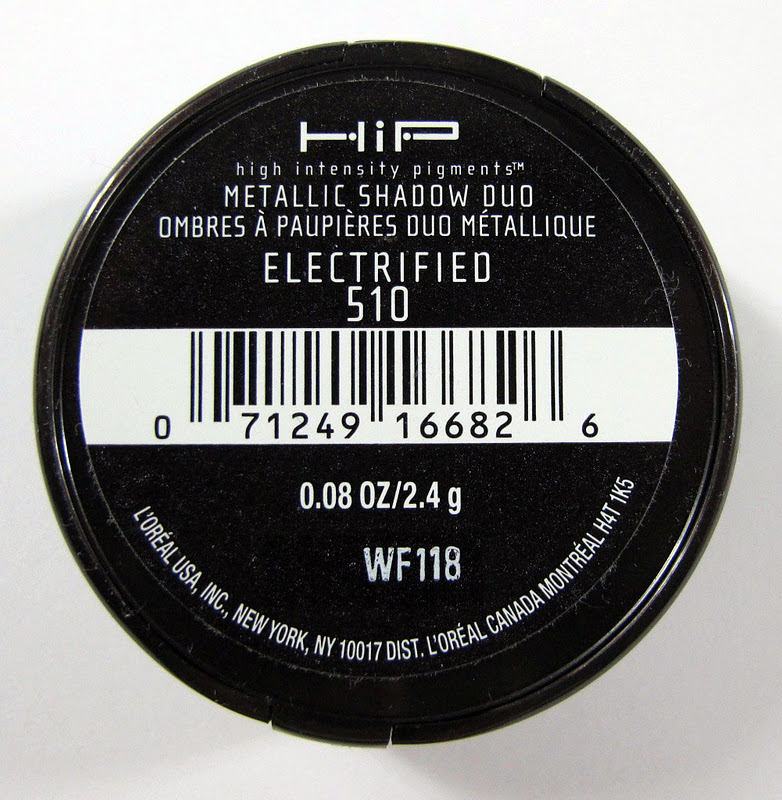 HiP
high intensity pigments™
METALLIC SHADOW DUO
OMBRES À PAUPIÈRES DUO MÉTALLIQUE
ELECTRIFIED
510
0 71249 16682 6
0.08 OZ/2.4 g
WF118
L'ORÉAL USA, INC., NEW YORK, NY 10017 DIST. L'ORÉAL CANADA MONTRÉAL H4T 1K5